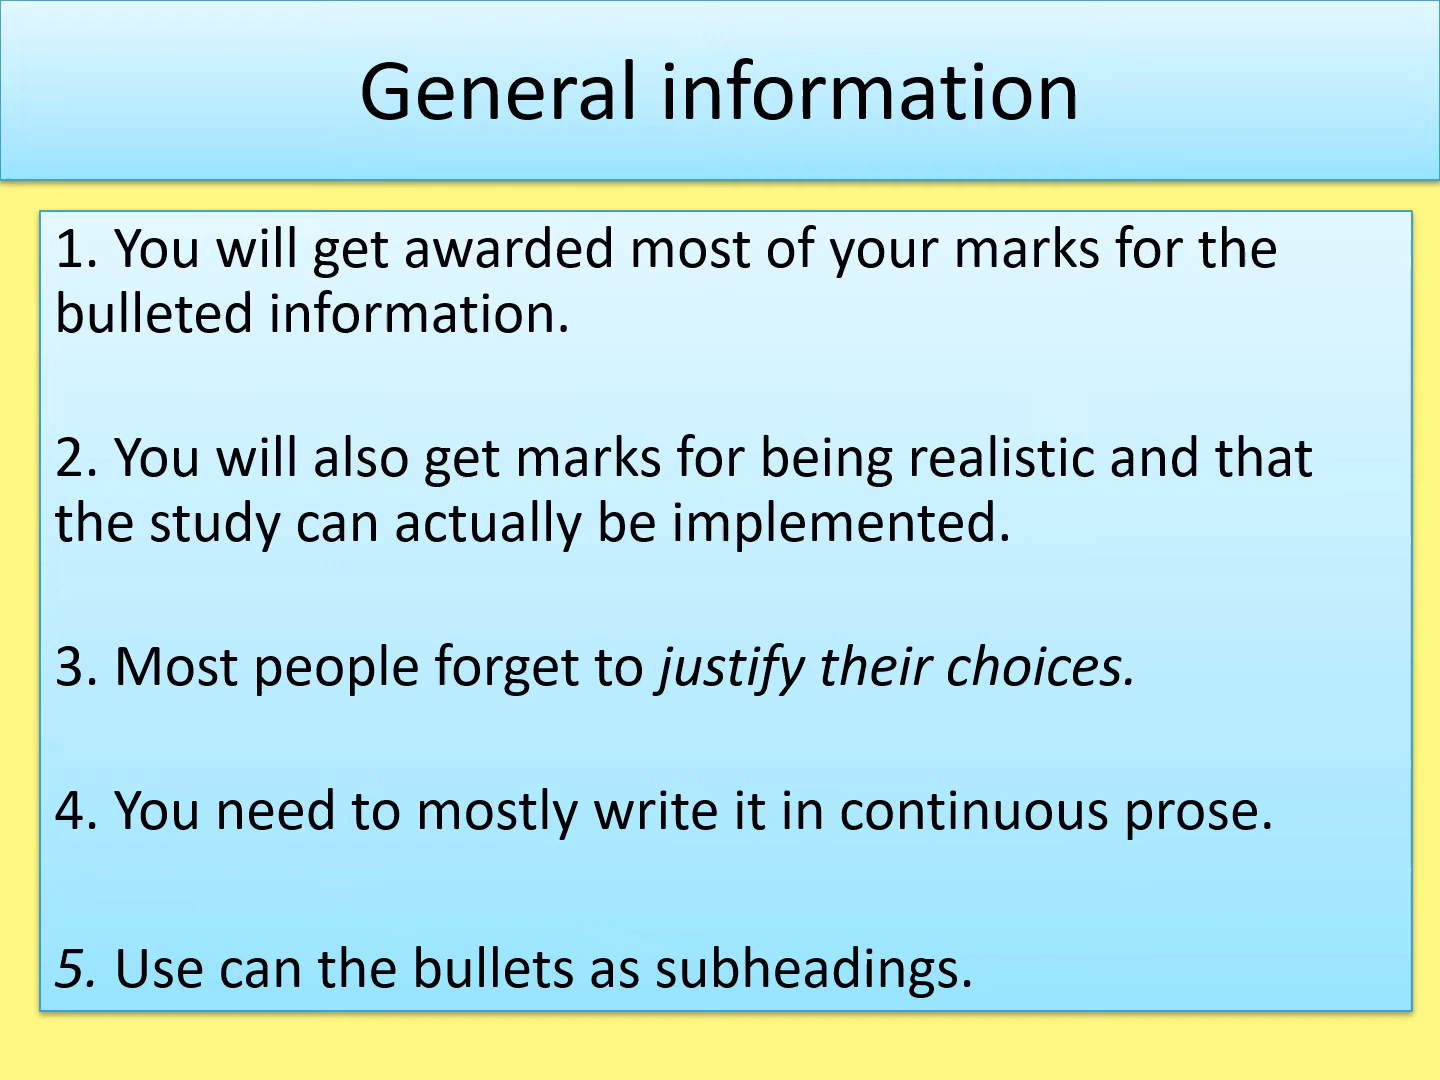 General information
1. You will get awarded most of your marks for the
bulleted information.
2. You will also get marks for being realistic and that
the study can actually be implemented.
3. Most people forget to justify their choices.
4. You need to mostly write it in continuous prose.
5. Use can the bullets as subheadings.